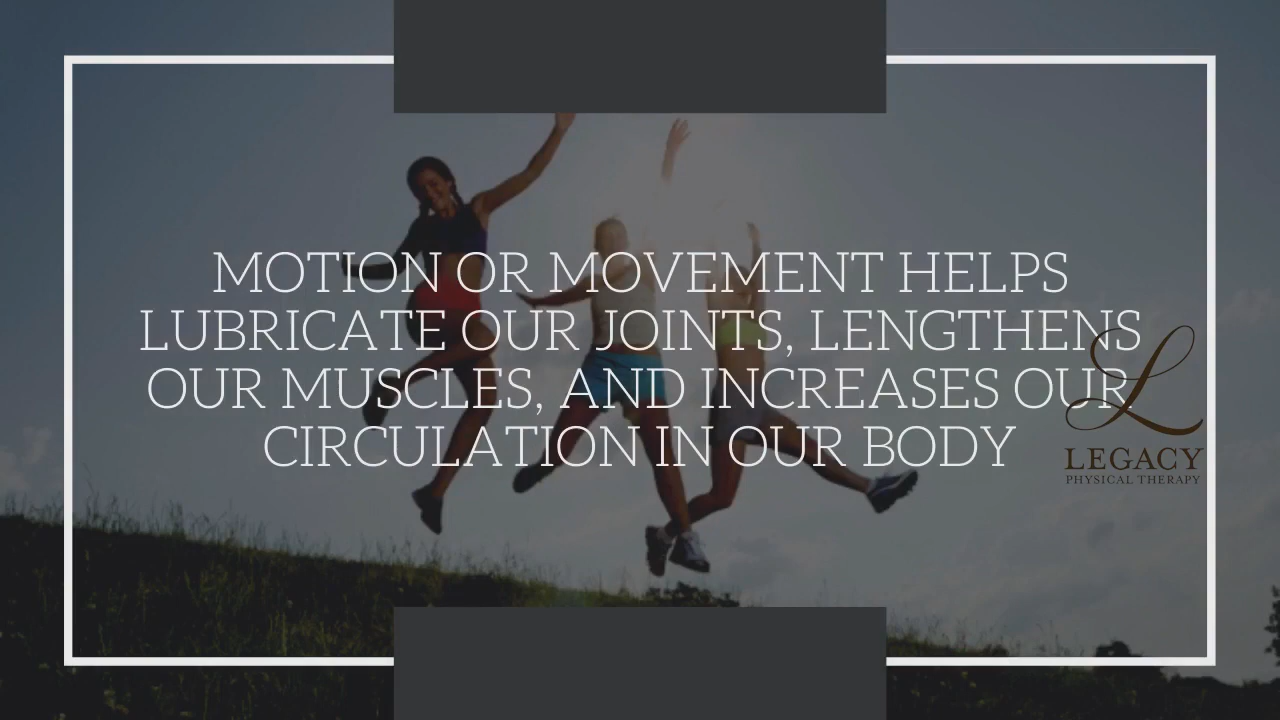 MOTION OR MOVEMENT HELPS
LUBRICATE OUR JOINTS, LENGTHENS
OUR MUSCLES, AND INCREASES OUR
CIRCULATION IN OUR BODY
L
LEGACY
PHYSICAL THERAPY